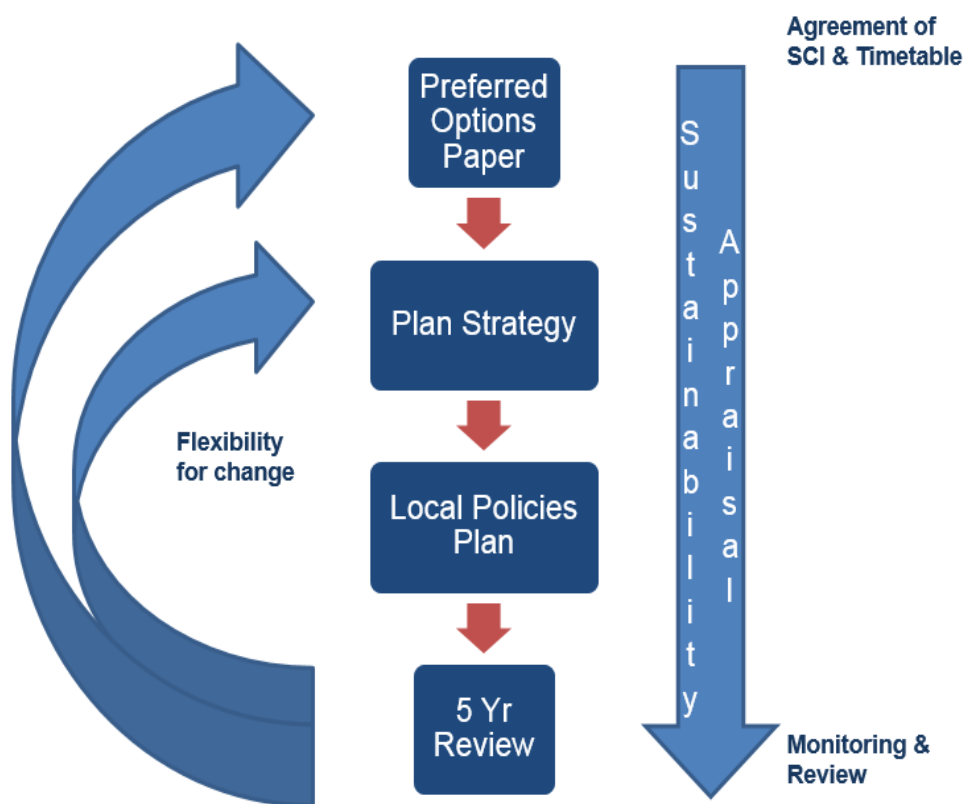 Agreement of
SCI & Timetable
Preferred
Options
Paper
Plan Strategy
Flexibility
for change
Local Policies
Plan
5 Yr
Review
Sustainability
Appraisal
Monitoring &
Review